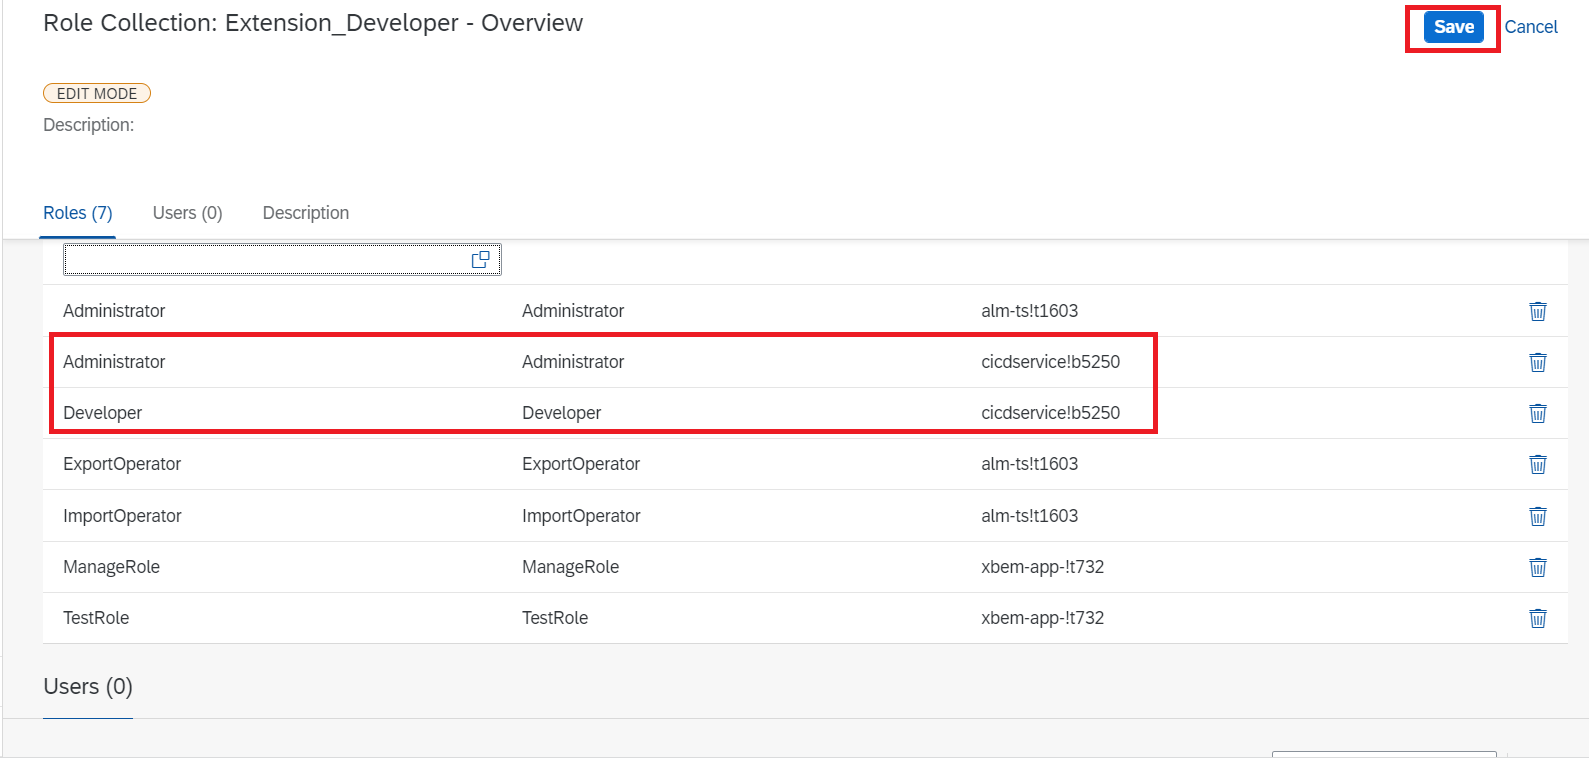 Role Collection: Extension_Developer - Overview
Save Cancel
EDIT MODE
Description:
Roles (7) Users (0) Description
Administrator Administrator alm-ts!t1603
Administrator Administrator cicdservice!b5250
Developer Developer cicdservice!b5250
ExportOperator ExportOperator alm-ts!t1603
ImportOperator ImportOperator alm-ts!t1603
ManageRole ManageRole xbem-app-!t732
TestRole TestRole xbem-app-!t732
Users (0)